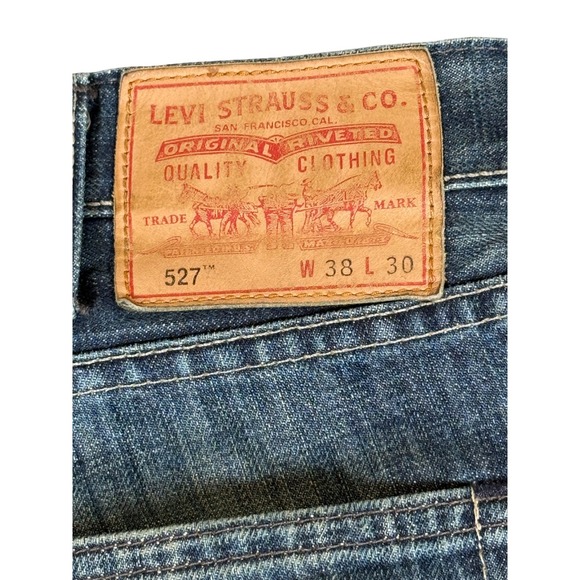 LEVI STRAUSS & CO.
SAN FRANCISCO, CAL.
ORIGINAL RIVETED
QUALITY CLOTHING
TRADE MARK
527™ W 38 L 30